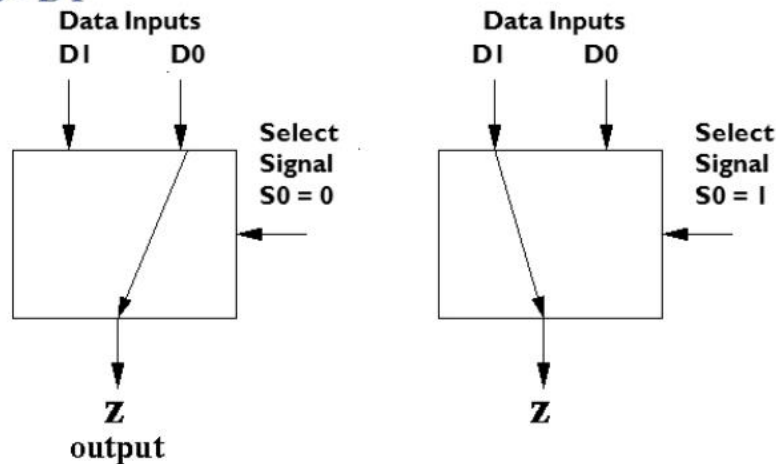 Data Inputs
D1 D0
Select
Signal
S0 = 0
Z
output
Data Inputs
D1 D0
Select
Signal
S0 = 1
Z